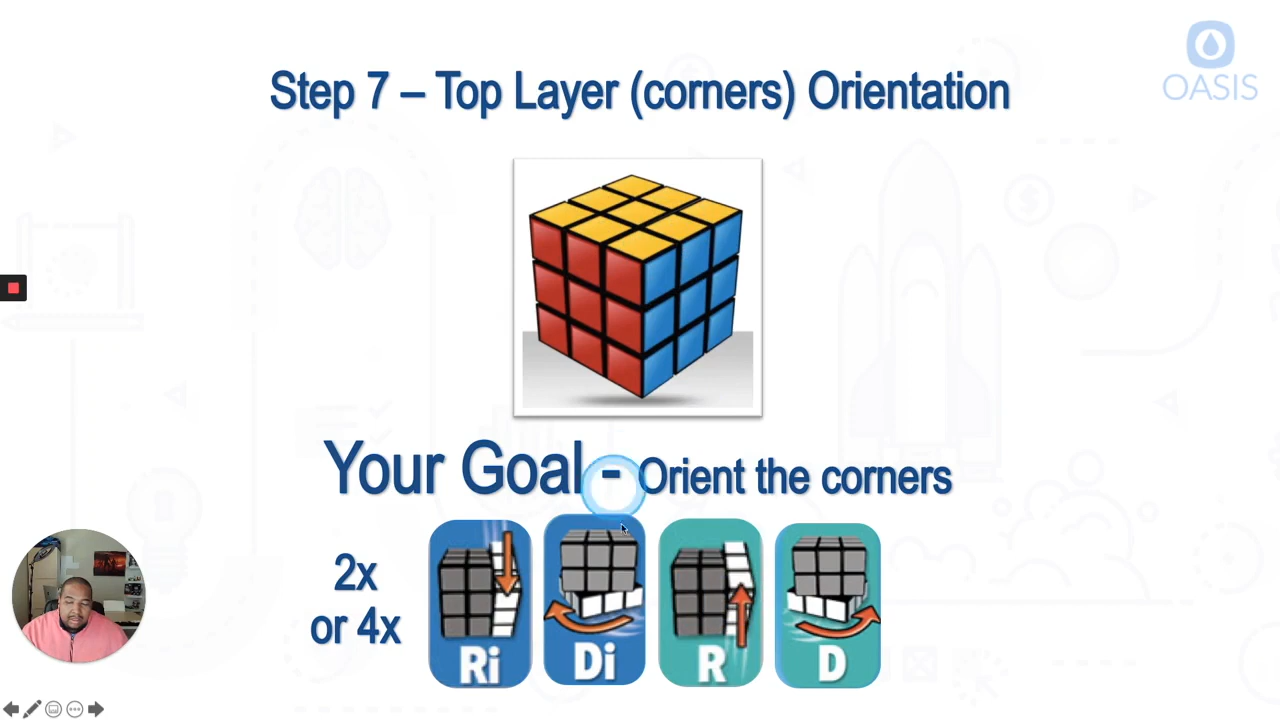 OASIS
Step 7 – Top Layer (corners) Orientation
Your Goal - Orient the corners
2x
or 4x
Ri
Di
R
D